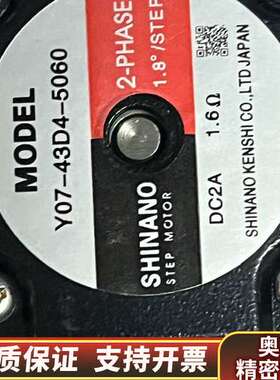 MODEL
Y07-43D4-5060
2-PHASE
1.8°/STEP
SHINANO
STEP MOTOR
DC2A 1.6Ω
SHINANO KENSHI CO.,LTD JAPAN
质保证 支持开票
奥
精密